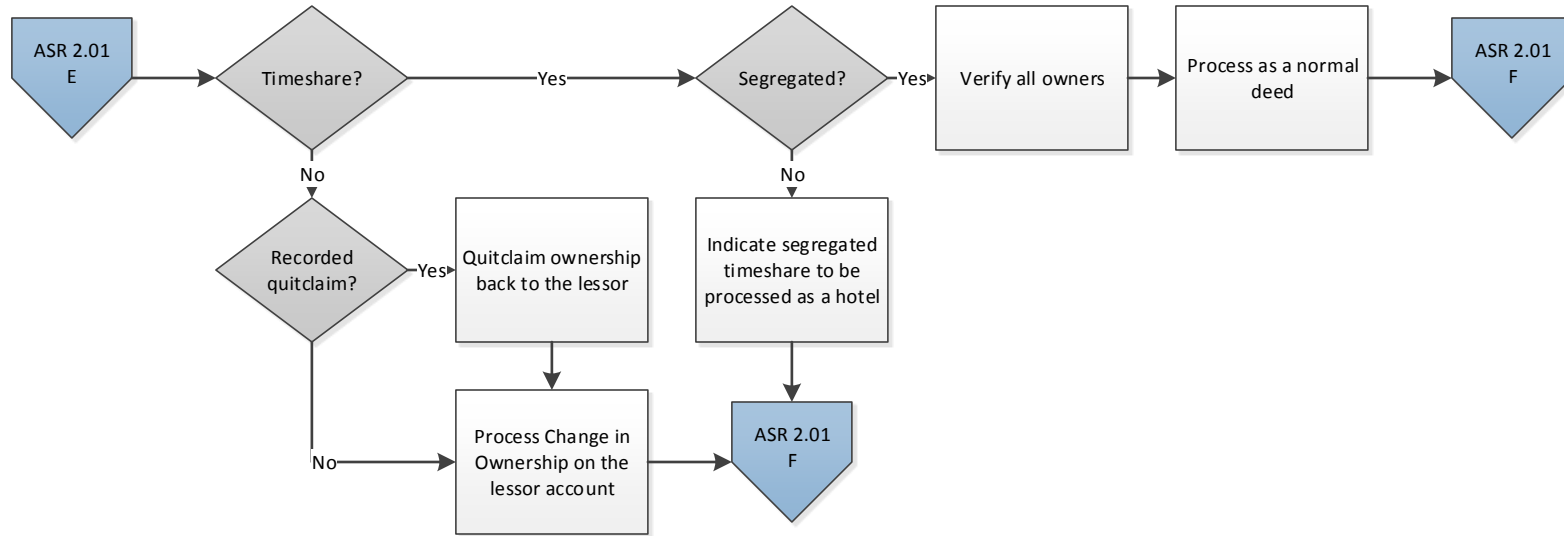 ASR 2.01
E
Timeshare?
Yes
Segregated?
Yes
Verify all owners
Process as a normal
deed
ASR 2.01
F
No
No
Recorded
quitclaim?
Yes
Quitclaim ownership
back to the lessor
Indicate segregated
timeshare to be
processed as a hotel
No
Process Change in
Ownership on the
lessor account
ASR 2.01
F